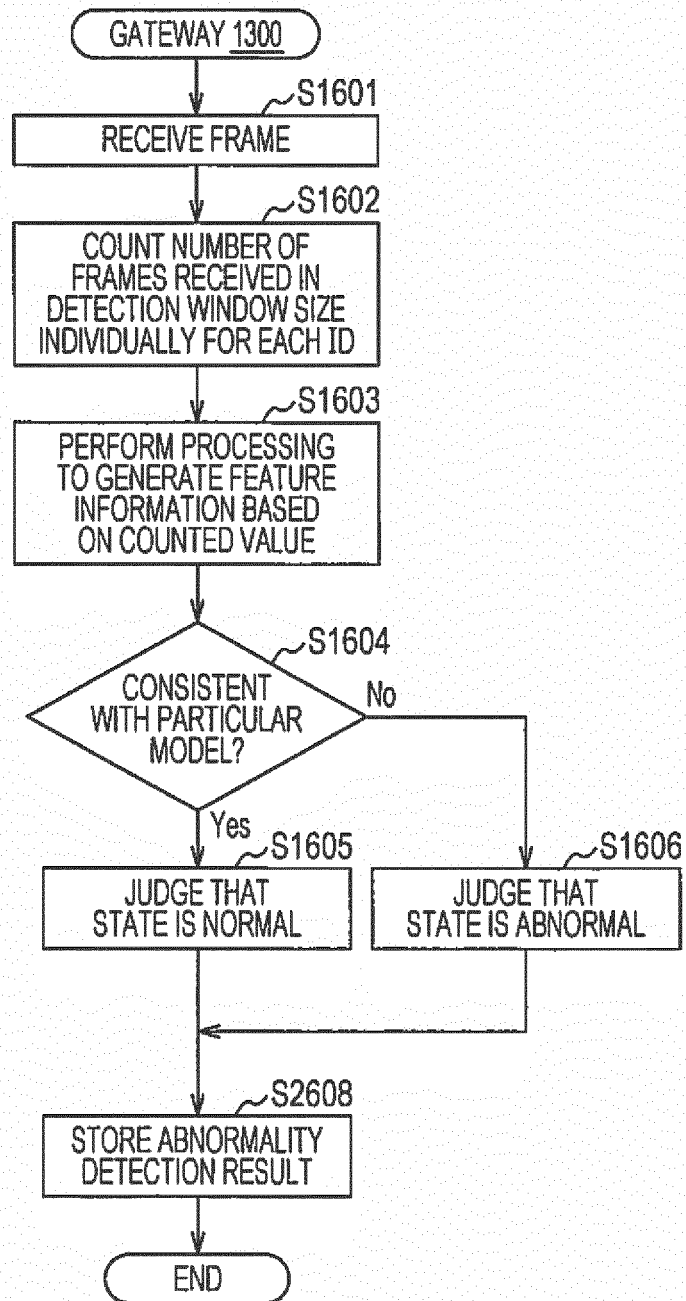 GATEWAY 1300
S1601
RECEIVE FRAME
S1602
COUNT NUMBER OF
FRAMES RECEIVED IN
DETECTION WINDOW SIZE
INDIVIDUALLY FOR EACH ID
S1603
PERFORM PROCESSING
TO GENERATE FEATURE
INFORMATION BASED
ON COUNTED VALUE
S1604
CONSISTENT
WITH PARTICULAR
MODEL?
No
Yes
S1605
JUDGE THAT
STATE IS NORMAL
S1606
JUDGE THAT
STATE IS ABNORMAL
S2608
STORE ABNORMALITY
DETECTION RESULT
END